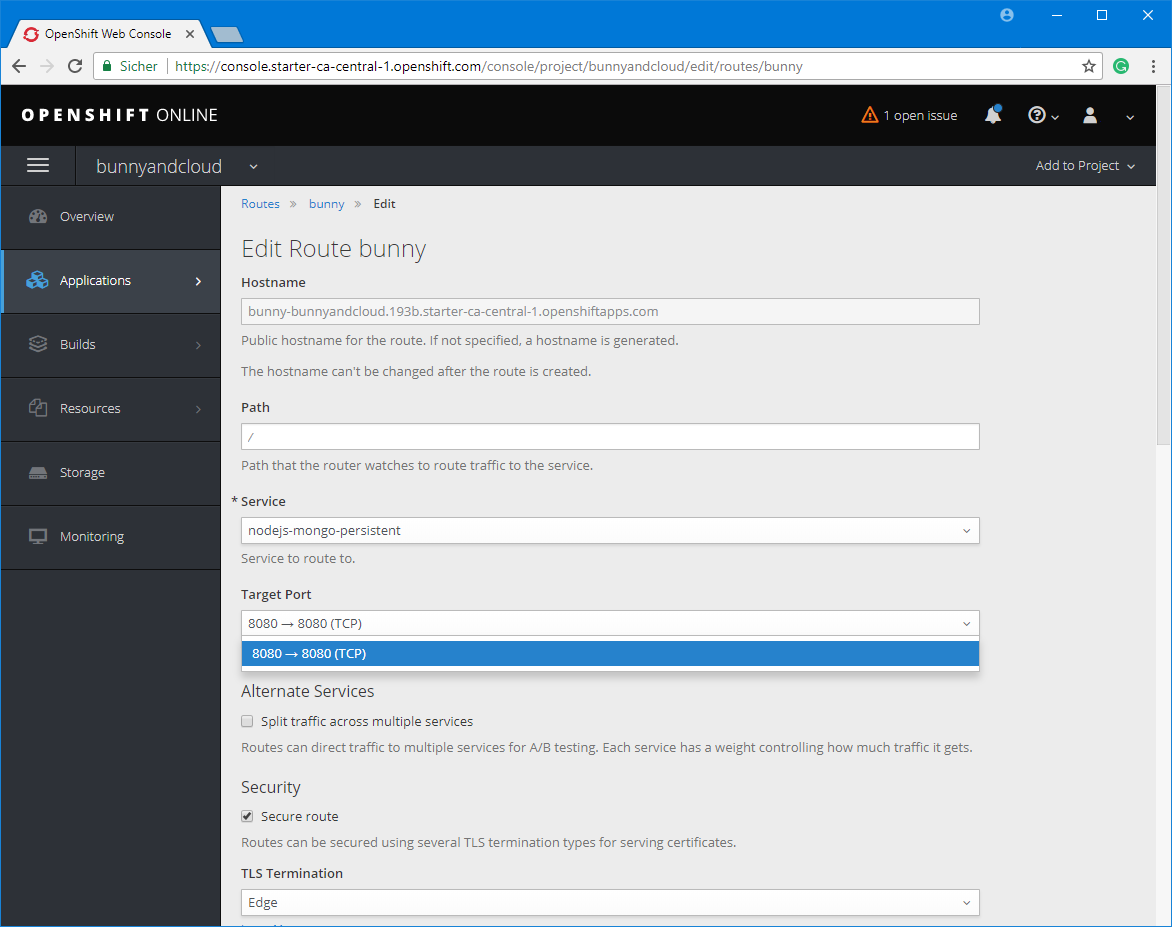 OpenShift Web Console
Sicher https://console.starter-ca-central-1.openshift.com/console/project/bunnyandcloud/edit/routes/bunny
OPENSHIFT ONLINE
1 open issue
bunnyandcloud
Add to Project
Overview
Applications
Builds
Resources
Storage
Monitoring
Routes » bunny » Edit
Edit Route bunny
Hostname
bunny-bunnyandcloud.193b.starter-ca-central-1.openshiftapps.com
Public hostname for the route. If not specified, a hostname is generated.
The hostname can't be changed after the route is created.
Path
/
Path that the router watches to route traffic to the service.
* Service
nodejs-mongo-persistent
Service to route to.
Target Port
8080 → 8080 (TCP)
8080 → 8080 (TCP)
Alternate Services
Split traffic across multiple services
Routes can direct traffic to multiple services for A/B testing. Each service has a weight controlling how much traffic it gets.
Security
Secure route
Routes can be secured using several TLS termination types for serving certificates.
TLS Termination
Edge